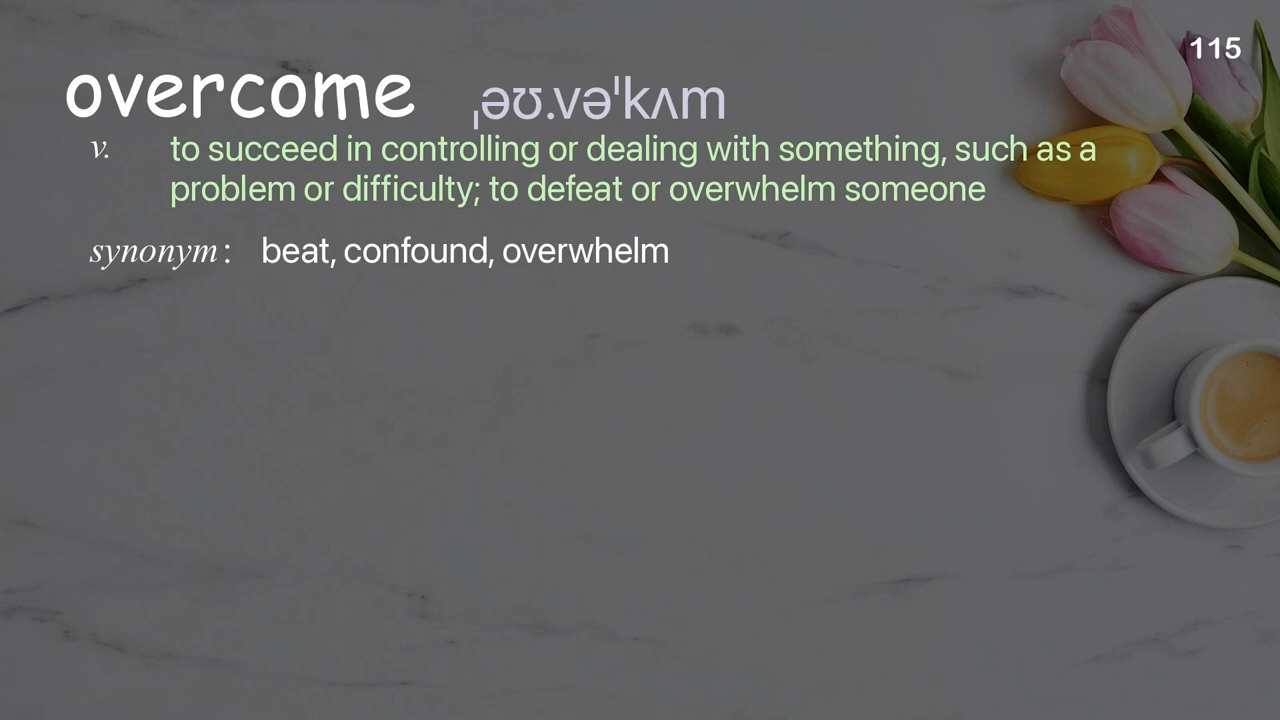 115
overcome ˌəʊ.vəˈkʌm
v. to succeed in controlling or dealing with something, such as a
problem or difficulty; to defeat or overwhelm someone
synonym: beat, confound, overwhelm